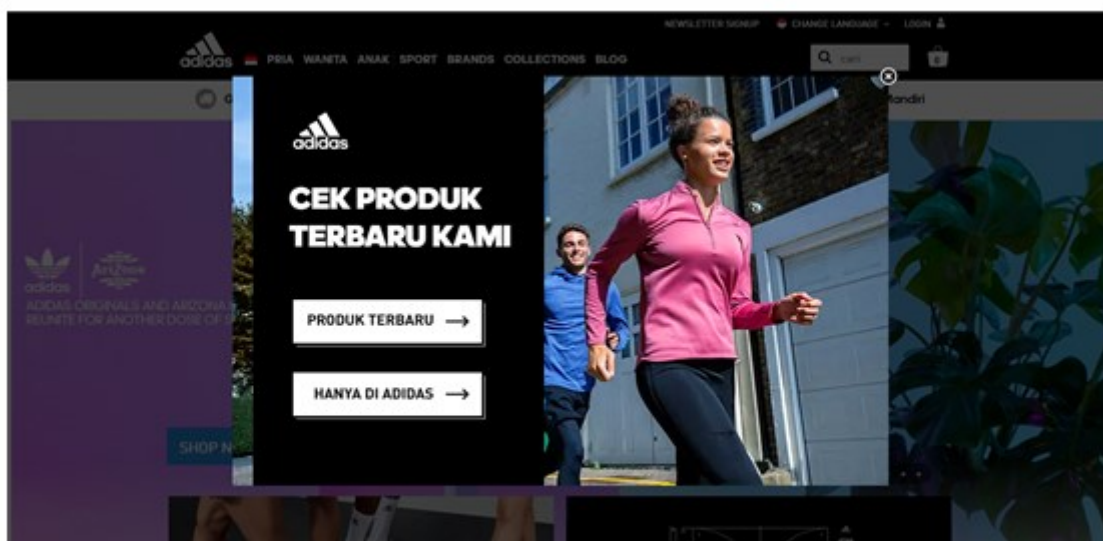 NEWSLETTER SIGNUP CHANGE LANGUAGE LOGIN
adidas PRIA WANITA ANAK SPORT BRANDS COLLECTIONS BLOG cari 0
G Mandiri
adidas
CEK PRODUK
TERBARU KAMI
PRODUK TERBARU →
HANYA DI ADIDAS →
adidas AriZona
ADIDAS ORIGINALS AND ARIZONA
REUNITE FOR ANOTHER DOSE OF
SHOP